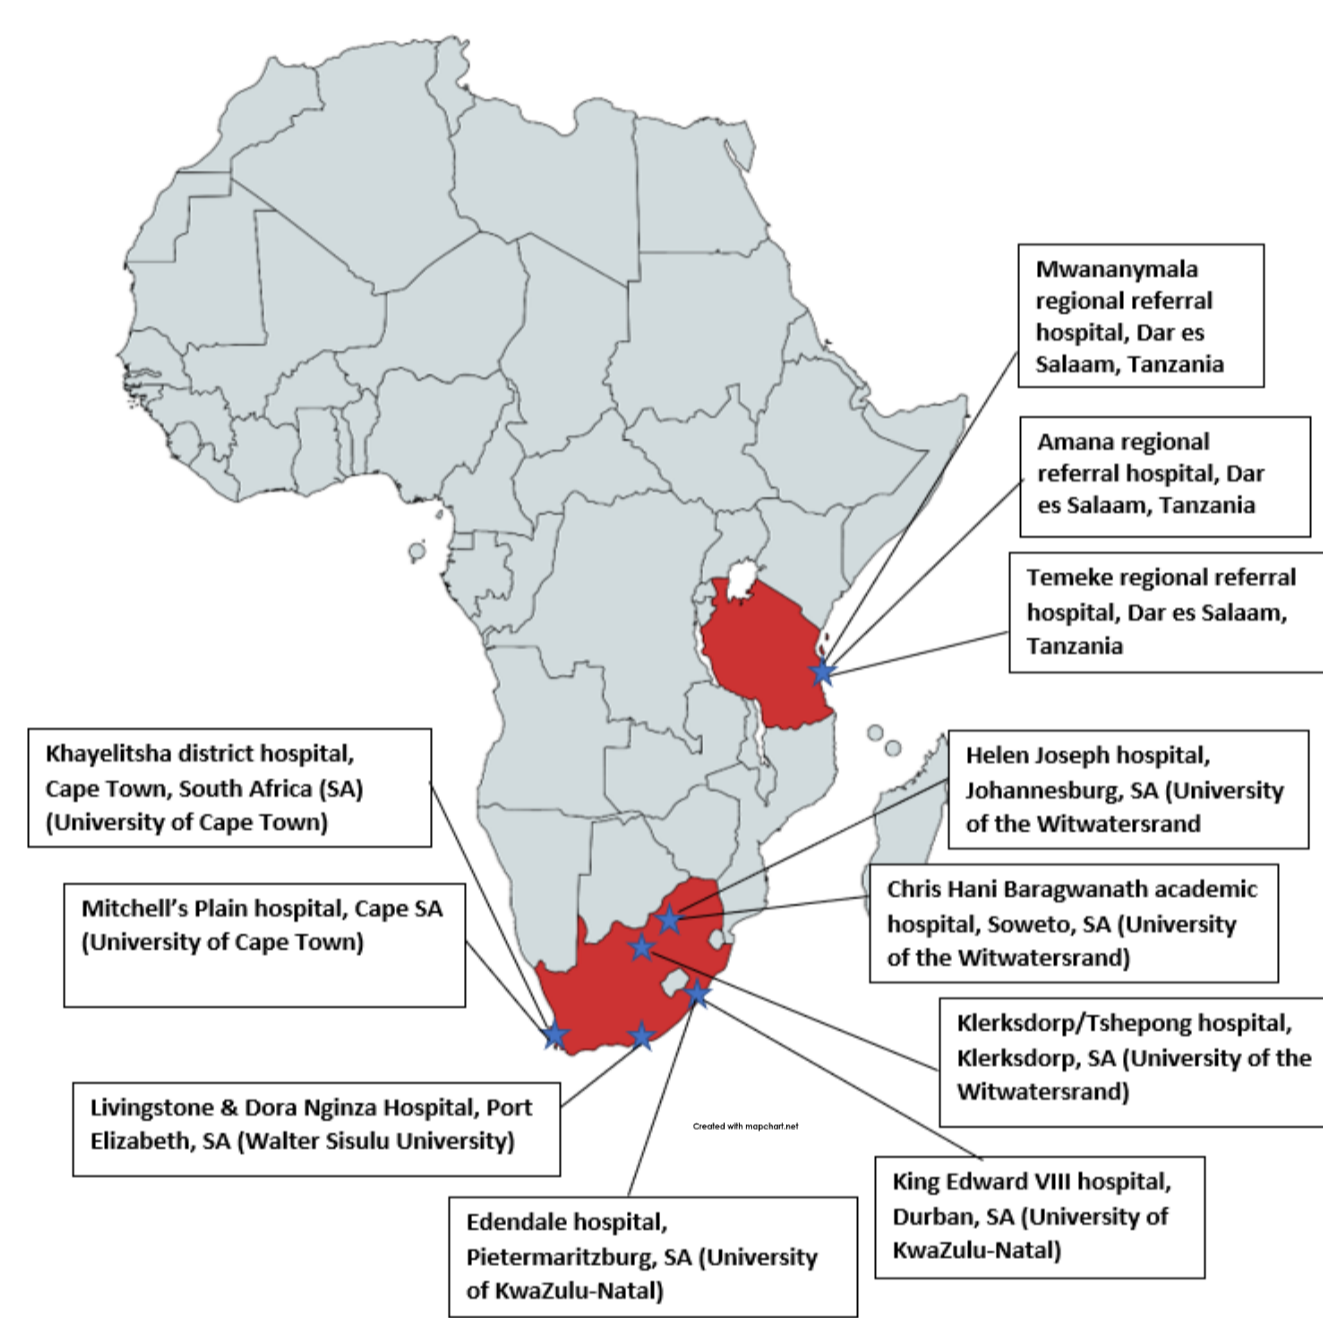 Mwananymala
regional referral
hospital, Dar es
Salaam, Tanzania
Amana regional
referral hospital, Dar
es Salaam, Tanzania
Temeke regional referral
hospital, Dar es Salaam,
Tanzania
Khayelitsha district hospital,
Cape Town, South Africa (SA)
(University of Cape Town)
Helen Joseph hospital,
Johannesburg, SA (University
of the Witwatersrand
Mitchell's Plain hospital, Cape SA
(University of Cape Town)
Chris Hani Baragwanath academic
hospital, Soweto, SA (University
of the Witwatersrand)
Klerksdorp/Tshepong hospital,
Klerksdorp, SA (University of the
Witwatersrand)
Livingstone & Dora Nginza Hospital, Port
Elizabeth, SA (Walter Sisulu University)
Created with mapchart.net
King Edward VIII hospital,
Durban, SA (University of
KwaZulu-Natal)
Edendale hospital,
Pietermaritzburg, SA (University
of KwaZulu-Natal)